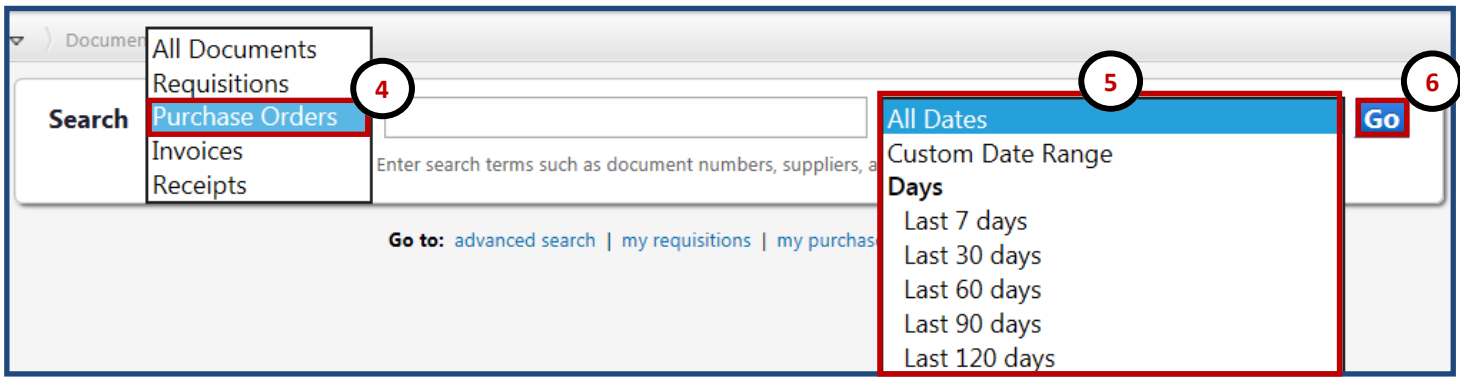 Documen
All Documents
Requisitions
4
5
6
Search
Purchase Orders
All Dates
Go
Invoices
Custom Date Range
Receipts
Enter search terms such as document numbers, suppliers, a
Days
Last 7 days
Go to: advanced search | my requisitions | my purchase
Last 30 days
Last 60 days
Last 90 days
Last 120 days